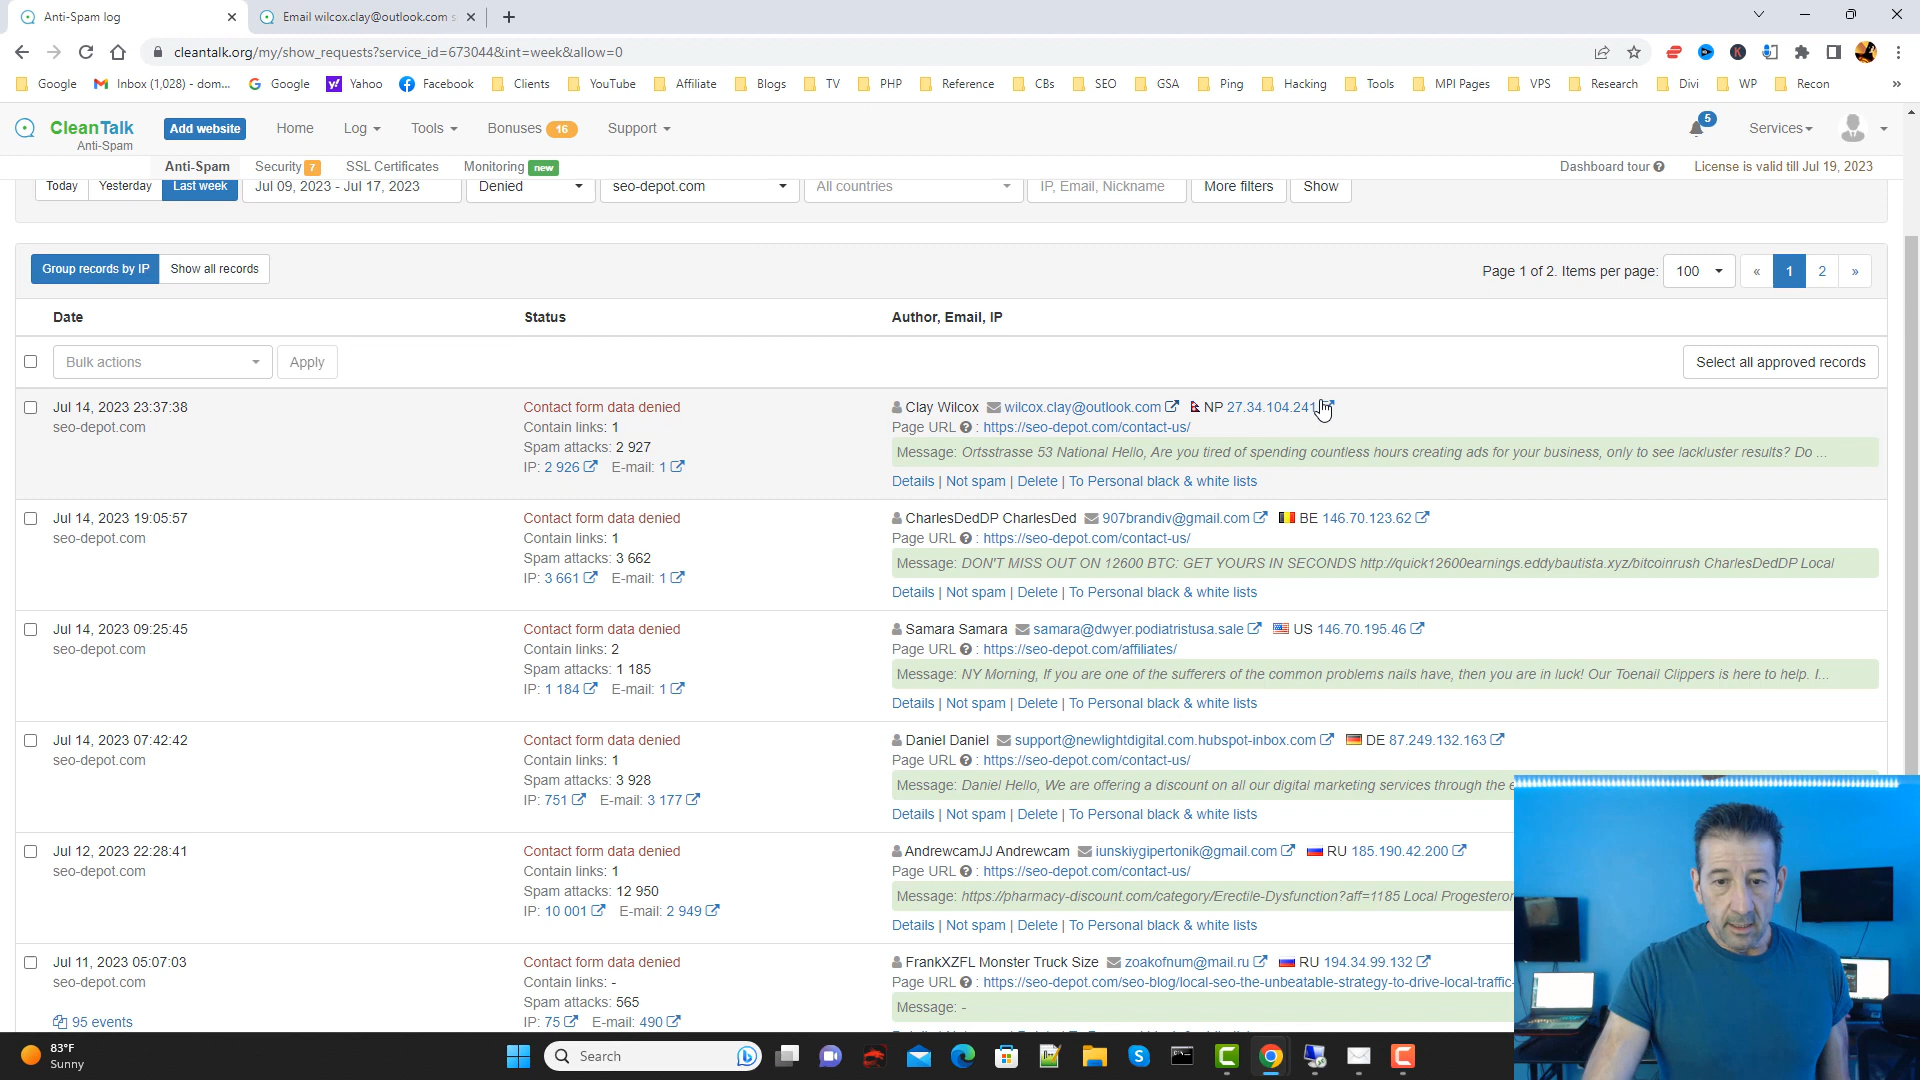 Anti-Spam log
Email wilcox.clay@outlook.com s
cleantalk.org/my/show_requests?service_id=673044&int=week&allow=0
Google
Inbox (1,028) - dom...
Google
Yahoo
Facebook
Clients
YouTube
Affiliate
Blogs
TV
PHP
Reference
CBs
SEO
GSA
Ping
Hacking
Tools
MPI Pages
VPS
Research
Divi
WP
Recon
»
CleanTalk
Anti-Spam
Add website
Home
Log
Tools
Bonuses 16
Support
5
Services
Anti-Spam
Security 7
SSL Certificates
Monitoring new
Dashboard tour
License is valid till Jul 19, 2023
Today
Yesterday
Last week
Jul 09, 2023 - Jul 17, 2023
Denied
seo-depot.com
All countries
IP, Email, Nickname
More filters
Show
Group records by IP
Show all records
Page 1 of 2. Items per page: 100 « 1 2 »
Date
Status
Author, Email, IP
Bulk actions
Apply
Select all approved records
Jul 14, 2023 23:37:38
seo-depot.com
Contact form data denied
Contain links: 1
Spam attacks: 2 927
IP: 2 926 E-mail: 1
Clay Wilcox wilcox.clay@outlook.com NP 27.34.104.241
Page URL : https://seo-depot.com/contact-us/
Message: Ortsstrasse 53 National Hello, Are you tired of spending countless hours creating ads for your business, only to see lackluster results? Do ...
Details | Not spam | Delete | To Personal black & white lists
Jul 14, 2023 19:05:57
seo-depot.com
Contact form data denied
Contain links: 1
Spam attacks: 3 662
IP: 3 661 E-mail: 1
CharlesDedDP CharlesDed 907brandiv@gmail.com BE 146.70.123.62
Page URL : https://seo-depot.com/contact-us/
Message: DON'T MISS OUT ON 12600 BTC: GET YOURS IN SECONDS http://quick12600earnings.eddybautista.xyz/bitcoinrush CharlesDedDP Local
Details | Not spam | Delete | To Personal black & white lists
Jul 14, 2023 09:25:45
seo-depot.com
Contact form data denied
Contain links: 2
Spam attacks: 1 185
IP: 1 184 E-mail: 1
Samara Samara samara@dwyer.podiatristusa.sale US 146.70.195.46
Page URL : https://seo-depot.com/affiliates/
Message: NY Morning, If you are one of the sufferers of the common problems nails have, then you are in luck! Our Toenail Clippers is here to help. I...
Details | Not spam | Delete | To Personal black & white lists
Jul 14, 2023 07:42:42
seo-depot.com
Contact form data denied
Contain links: 1
Spam attacks: 3 928
IP: 751 E-mail: 3 177
Daniel Daniel support@newlightdigital.com.hubspot-inbox.com DE 87.249.132.163
Page URL : https://seo-depot.com/contact-us/
Message: Daniel Hello, We are offering a discount on all our digital marketing services through the e
Details | Not spam | Delete | To Personal black & white lists
Jul 12, 2023 22:28:41
seo-depot.com
Contact form data denied
Contain links: 1
Spam attacks: 12 950
IP: 10 001 E-mail: 2 949
AndrewcamJJ Andrewcam iunskiygipertonik@gmail.com RU 185.190.42.200
Page URL : https://seo-depot.com/contact-us/
Message: https://pharmacy-discount.com/category/Erectile-Dysfunction?aff=1185 Local Progesteror
Details | Not spam | Delete | To Personal black & white lists
Jul 11, 2023 05:07:03
seo-depot.com
95 events
Contact form data denied
Contain links: -
Spam attacks: 565
IP: 75 E-mail: 490
FrankXZFL Monster Truck Size zoakofnum@mail.ru RU 194.34.99.132
Page URL : https://seo-depot.com/seo-blog/local-seo-the-unbeatable-strategy-to-drive-local-traffic-
Message: -
83°F
Sunny
Search